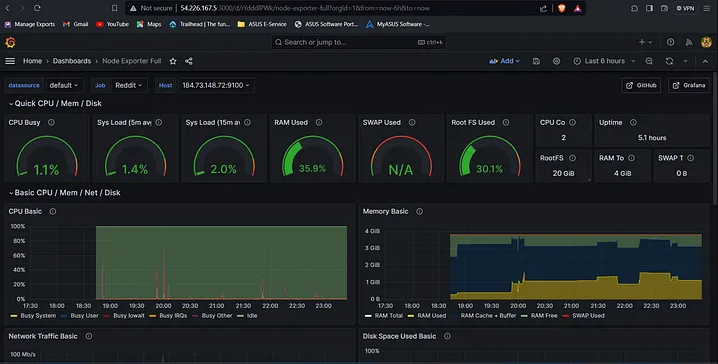 Not secure 54.226.167.5:3000/d/rYdddlPWk/node-exporter-full?orgId=1&from=now-6h&to=now
VPN
Manage Exports Gmail YouTube Maps Trailhead | The fun... ASUS E-Service ASUS Software Port... MyASUS Software -...
Search or jump to... ctrl+k
Home › Dashboards › Node Exporter Full
Add Last 6 hours
datasource default Job Reddit Host 184.73.148.72:9100 GitHub Grafana
Quick CPU / Mem / Disk
CPU Busy Sys Load (5m avg Sys Load (15m av RAM Used SWAP Used Root FS Used CPU Co Uptime
1.1% 1.4% 2.0% 35.9% N/A 30.1% 2 5.1 hours
RootFS RAM To SWAP T
20 GiB 4 GiB 0 B
Basic CPU / Mem / Net / Disk
CPU Basic
100%
80%
60%
40%
20%
0%
17:30 18:00 18:30 19:00 19:30 20:00 20:30 21:00 21:30 22:00 22:30 23:00
Busy System Busy User Busy Iowait Busy IRQs Busy Other Idle
Memory Basic
4 GiB
3 GiB
2 GiB
1 GiB
0 B
17:30 18:00 18:30 19:00 19:30 20:00 20:30 21:00 21:30 22:00 22:30 23:00
RAM Total RAM Used RAM Cache + Buffer RAM Free SWAP Used
Network Traffic Basic
100 Mb/s
Disk Space Used Basic
100%